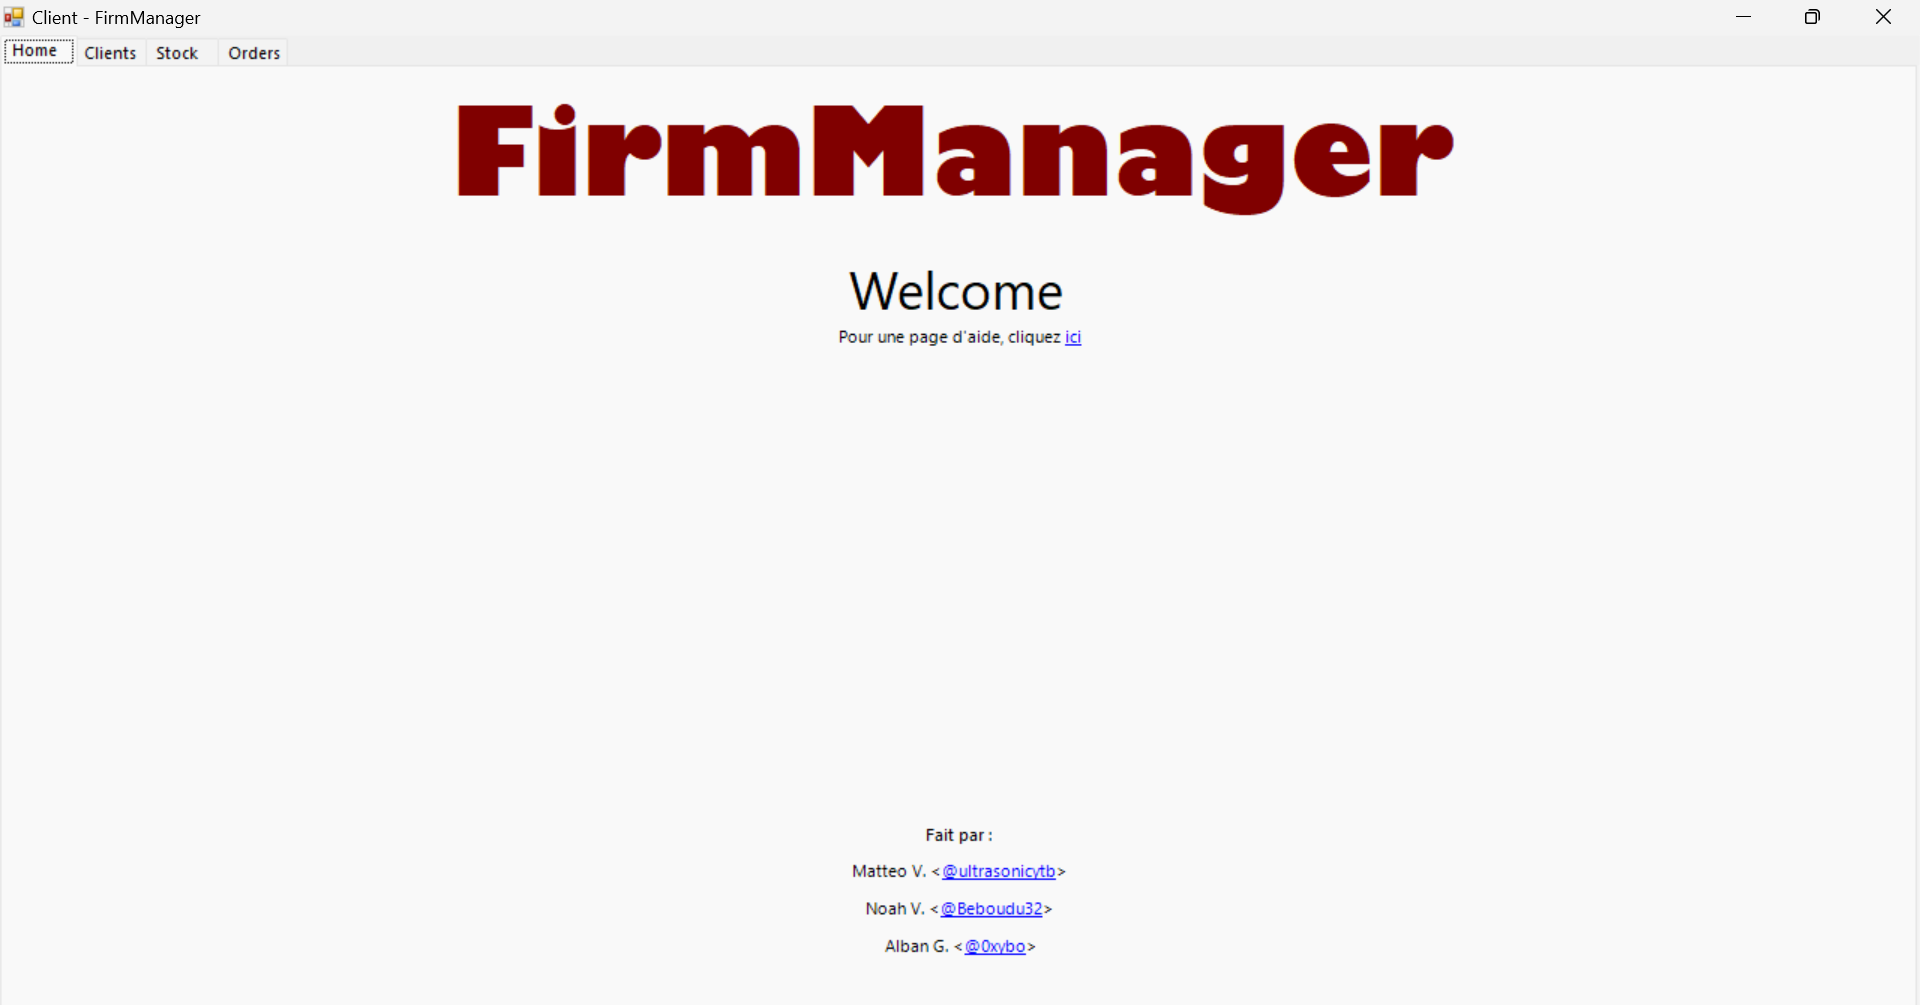 Client - FirmManager
Home Clients Stock Orders
FirmManager
Welcome
Pour une page d'aide, cliquez ici
Fait par :
Matteo V. <@ultrasonicytb>
Noah V. <@Beboudu32>
Alban G. <@0xybo>